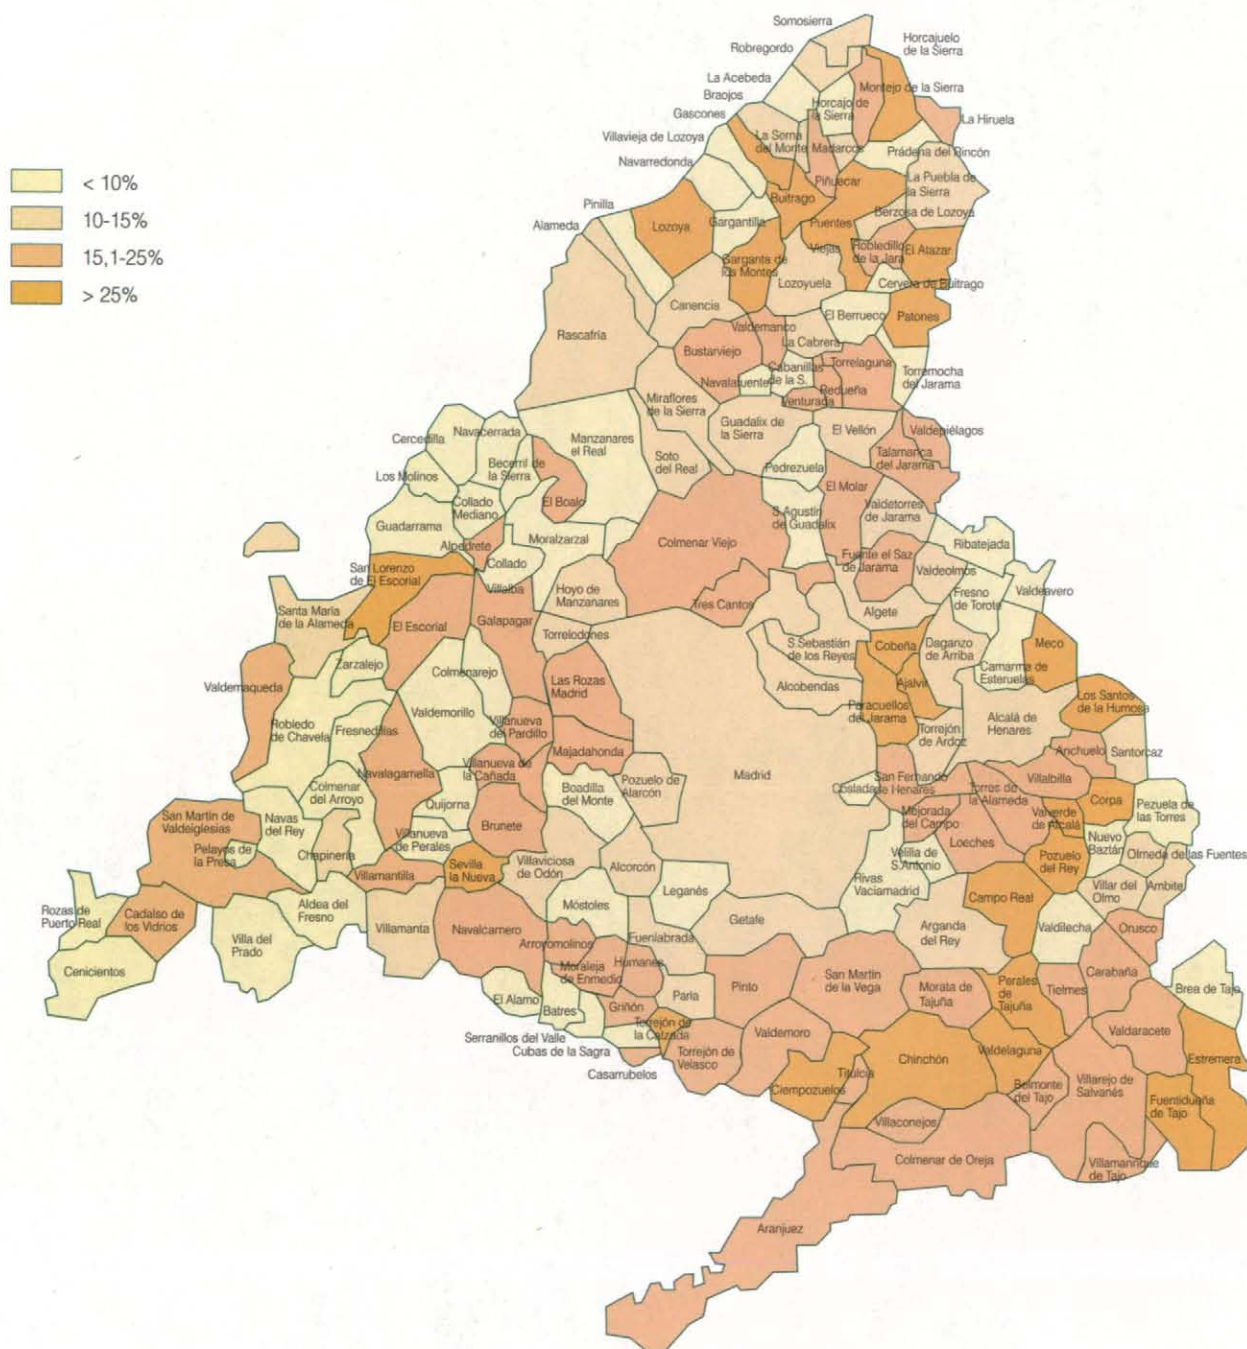 < 10%
10-15%
15,1-25%
> 25%
Somosierra
Robregordo
Horcajuelo
de la Sierra
La Acebeda
Braojos
Montejo de la Sierra
Gascones
Horcajo de
la Sierra
La Hiruela
Villavieja de Lozoya
La Serna
del Monte
Madarcos
Prádena del Rincón
Navarredonda
Piñuecar
La Puebla de
la Sierra
Pinilla
Buitrago
Alameda
Lozoya
Gargantilla
Puentes
Viejas
Berzosa de Lozoya
Robledillo
de la Jara
El Atazar
Garganta de
los Montes
Lozoyuela
Cervera de Buitrago
Canencia
El Berrueco
Patones
Rascafría
Valdemanco
La Cabrera
Bustarviejo
Torrelaguna
Navalafuente
Cabanillas
de la S.
Redueña
Torremocha
del Jarama
Venturada
Miraflores
de la Sierra
Guadalix de
la Sierra
El Vellón
Valdepiélagos
Talamanca
del Jarama
Cercedilla
Navacerrada
Manzanares
el Real
Los Molinos
Becerril de
la Sierra
Soto
del Real
Pedrezuela
El Boalo
El Molar
Collado
Mediano
S.Agustín
de Guadalix
Valdetorres
de Jarama
Guadarrama
Moralzarzal
Colmenar Viejo
Ribatejada
Alpedrete
Collado
Villalba
Fuente el Saz
de Jarama
Valdeolmos
San Lorenzo
de El Escorial
Hoyo de
Manzanares
Tres Cantos
Fresno
de Torote
Valdeavero
Santa María
de la Alameda
El Escorial
Galapagar
Algete
Torrelodones
S.Sebastián
de los Reyes
Cobeña
Daganzo
de Arriba
Meco
Zarzalejo
Colmenarejo
Camarma de
Esteruelas
Valdemaqueda
Las Rozas
Madrid
Alcobendas
Ajalvir
Los Santos
de la Humosa
Valdemorillo
Paracuellos
del Jarama
Robledo
de Chavela
Fresnedillas
Villanueva
del Pardillo
Torrejón
de Ardoz
Alcalá de
Henares
Majadahonda
Anchuelo
Santorcaz
Navalagamella
Villanueva de
la Cañada
Pozuelo de
Alarcón
Madrid
San Fernando
de Henares
Villalbilla
Colmenar
del Arroyo
Boadilla
del Monte
Coslada
Torres de
la Alameda
Corpa
Quijorna
Mejorada
del Campo
Valverde
de Alcalá
Pezuela de
las Torres
San Martín de
Valdeiglesias
Navas
del Rey
Brunete
Loeches
Nuevo
Baztán
Pelayos de
la Presa
Chapinería
Villanueva
de Perales
Velilla de
S.Antonio
Pozuelo
del Rey
Olmeda de las Fuentes
Villamantilla
Sevilla
la Nueva
Villaviciosa
de Odón
Alcorcón
Rivas
Vaciamadrid
Leganés
Villar del
Olmo
Ambite
Rozas de
Puerto Real
Aldea del
Fresno
Móstoles
Campo Real
Cadalso de
los Vidrios
Villamanta
Navalcarnero
Getafe
Arganda
del Rey
Valdilecha
Orusco
Villa del
Prado
Arroyomolinos
Fuenlabrada
Cenicientos
Moraleja
de Enmedio
Humanes
Pinto
San Martín
de la Vega
Morata de
Tajuña
Perales
de
Tajuña
Tielmes
Carabaña
Brea de Tajo
El Alamo
Batres
Griñón
Parla
Serranillos del Valle
Torrejón de
la Calzada
Valdemoro
Valdaracete
Cubas de la Sagra
Casarrubelos
Torrejón de
Velasco
Chinchón
Valdelaguna
Estremera
Titulcia
Ciempozuelos
Belmonte
del Tajo
Villarejo de
Salvanés
Fuentidueña
de Tajo
Villaconejos
Colmenar de Oreja
Villamanrique
de Tajo
Aranjuez